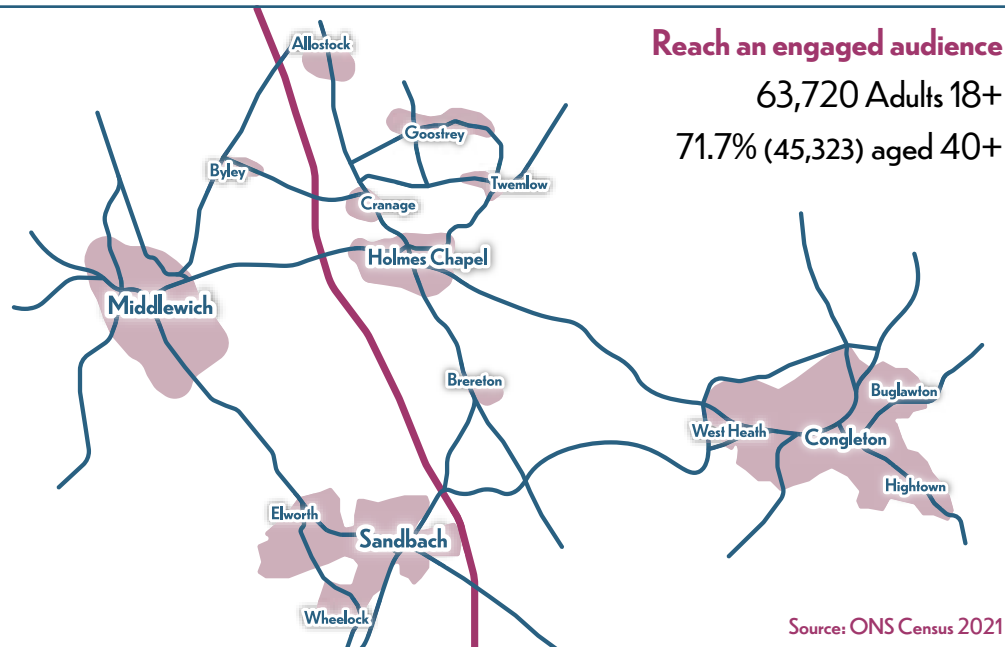 Reach an engaged audience
63,720 Adults 18+
71.7% (45,323) aged 40+
Allostock
Goostrey
Byley
Twemlow
Cranage
Holmes Chapel
Middlewich
Brereton
Buglawton
West Heath
Congleton
Hightown
Elworth
Sandbach
Wheelock
Source: ONS Census 2021